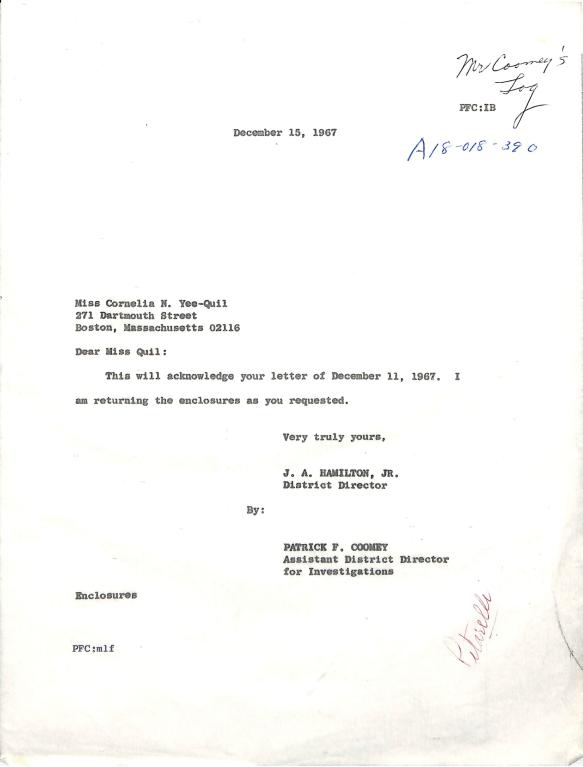 Mr Coomey's
Log
PFC:IB
December 15, 1967
A18-018-390
Miss Cornelia N. Yee-Quil
271 Dartmouth Street
Boston, Massachusetts 02116
Dear Miss Quil:
This will acknowledge your letter of December 11, 1967.  I
am returning the enclosures as you requested.
Very truly yours,
J. A. HAMILTON, JR.
District Director
By:
PATRICK F. COOMEY
Assistant District Director
for Investigations
Enclosures
PFC:mlf